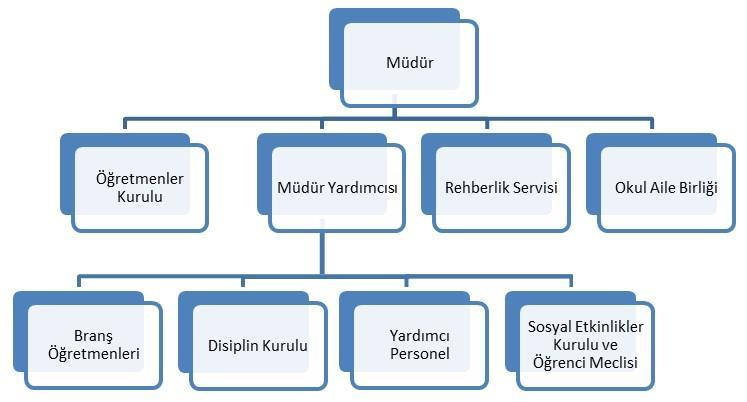 Müdür
Öğretmenler
Kurulu
Müdür Yardımcısı
Rehberlik Servisi
Okul Aile Birliği
Branş
Öğretmenleri
Disiplin Kurulu
Yardımcı
Personel
Sosyal Etkinlikler
Kurulu ve
Öğrenci Meclisi